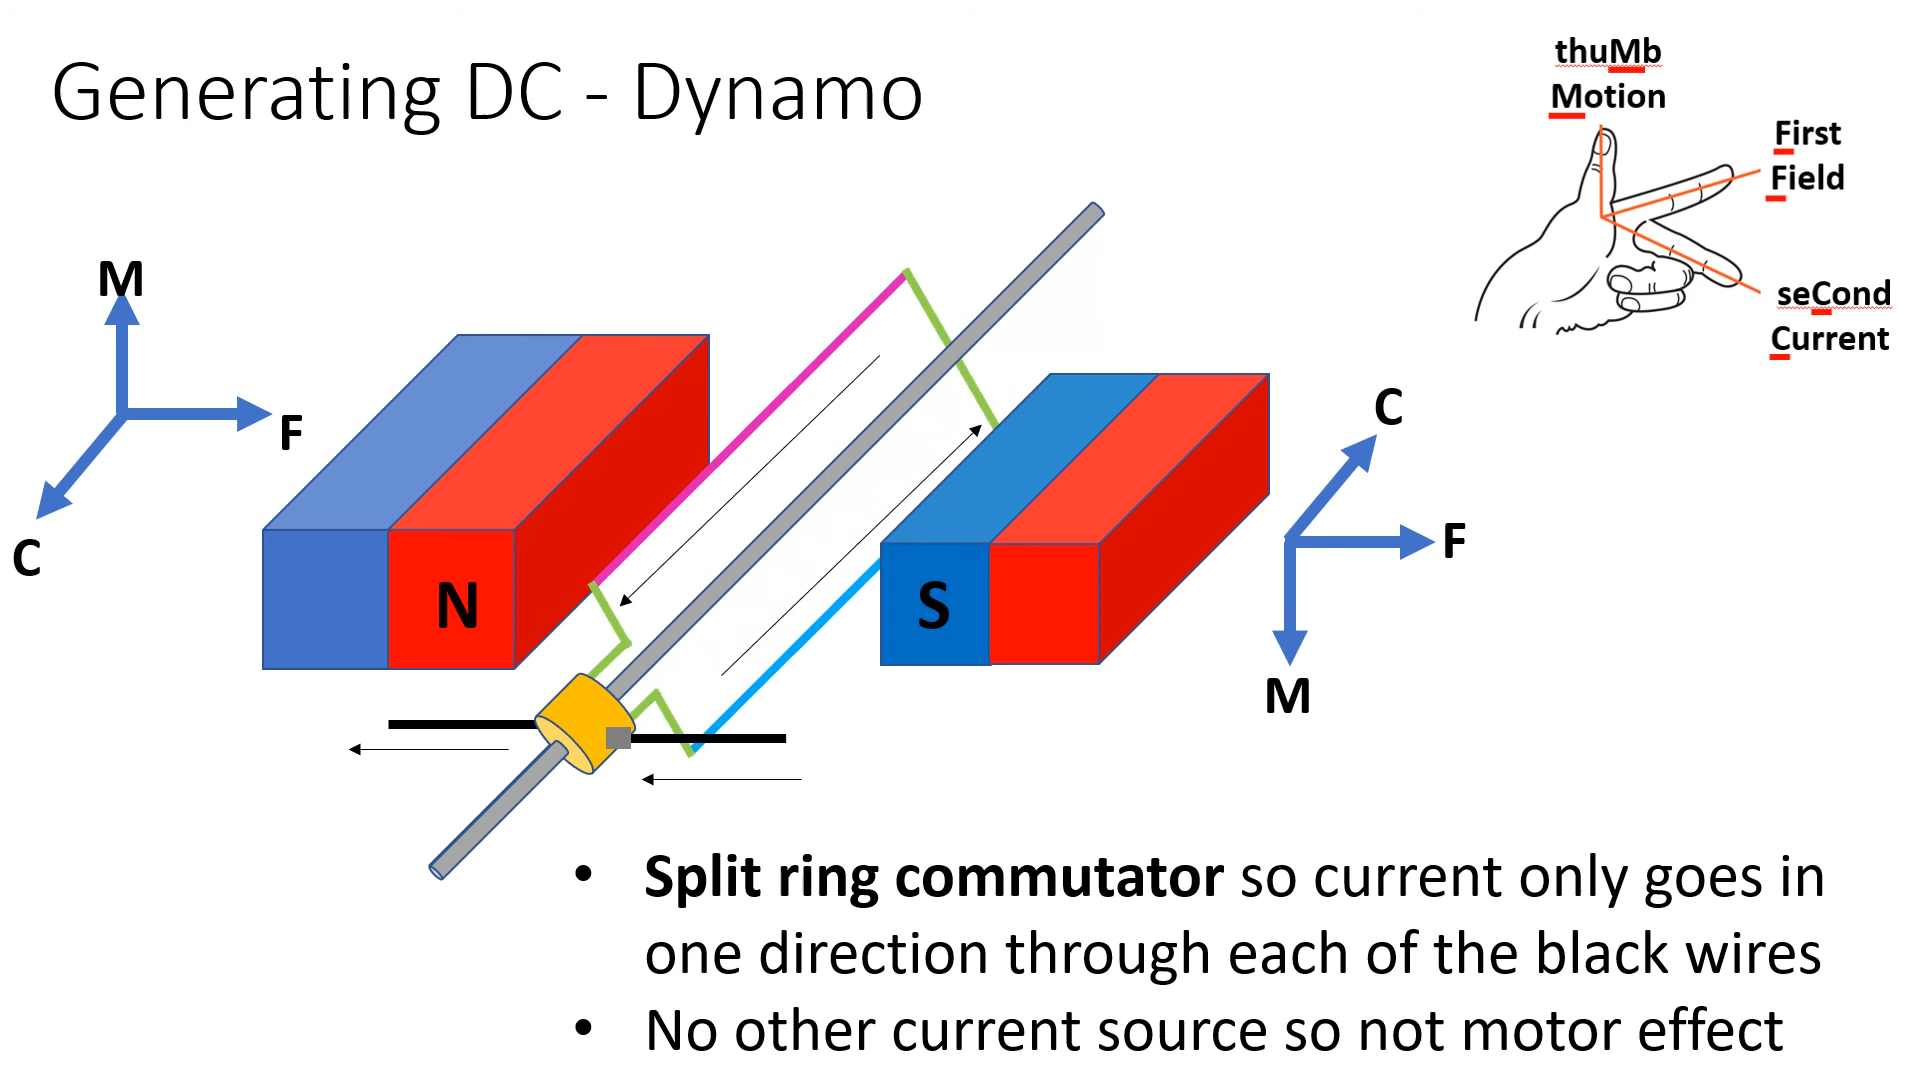 Generating DC - Dynamo
thuMb
Motion
First
Field
seCond
Current
M
F
C
N
S
C
F
M
• Split ring commutator so current only goes in
one direction through each of the black wires
• No other current source so not motor effect